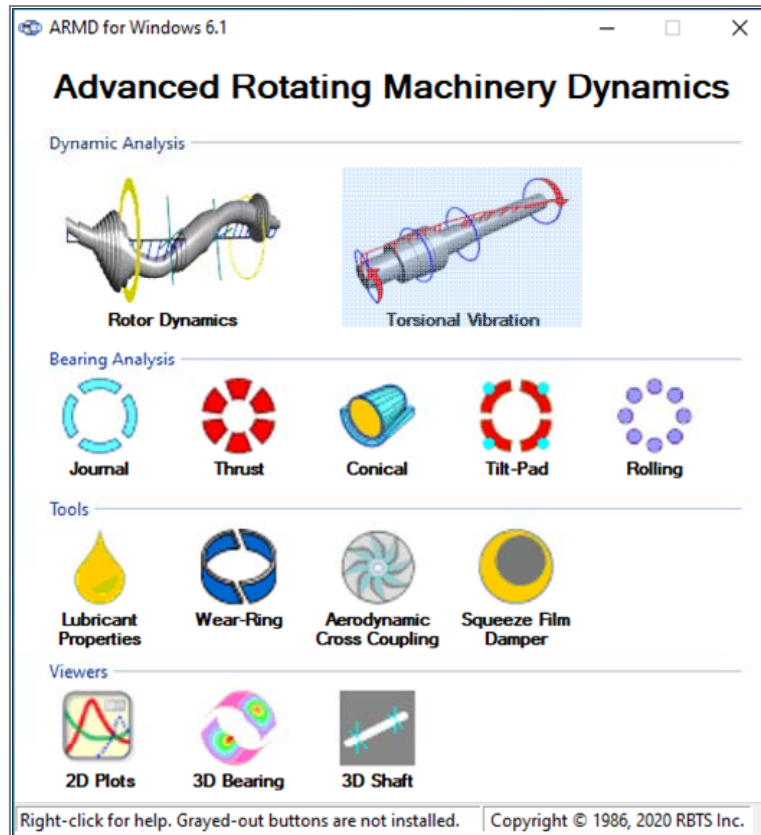 ARMD for Windows 6.1
Advanced Rotating Machinery Dynamics
Dynamic Analysis
Rotor Dynamics
Torsional Vibration
Bearing Analysis
Journal
Thrust
Conical
Tilt-Pad
Rolling
Tools
Lubricant
Properties
Wear-Ring
Aerodynamic
Cross Coupling
Squeeze Film
Damper
Viewers
2D Plots
3D Bearing
3D Shaft
Right-click for help. Grayed-out buttons are not installed.
Copyright © 1986, 2020 RBTS Inc.